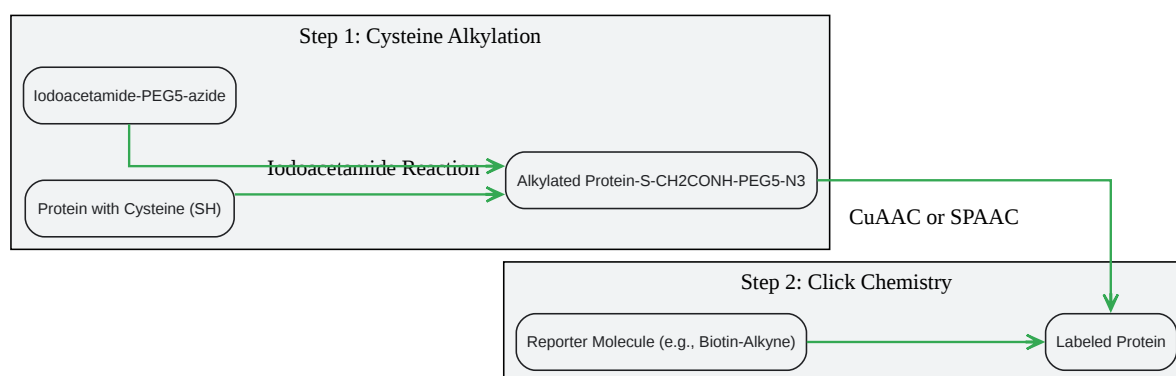 Step 1: Cysteine Alkylation
Iodoacetamide-PEG5-azide
Iodoacetamide Reaction
Protein with Cysteine (SH)
Alkylated Protein-S-CH2CONH-PEG5-N3
CuAAC or SPAAC
Step 2: Click Chemistry
Reporter Molecule (e.g., Biotin-Alkyne)
Labeled Protein